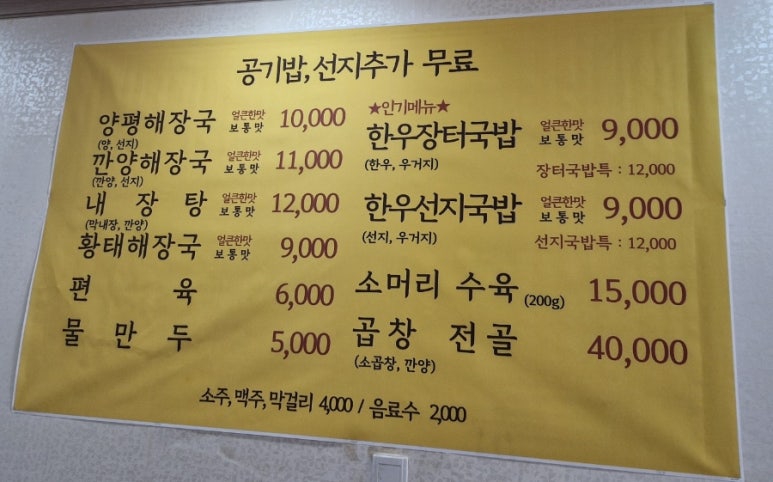 공기밥, 선지추가 무료
양평해장국 얼큰한맛 보통맛 10,000
(양, 선지)
깐양해장국 얼큰한맛 보통맛 11,000
(깐양, 선지)
내장탕 얼큰한맛 보통맛 12,000
(막내장, 깐양)
황태해장국 얼큰한맛 보통맛 9,000
편육 6,000
물만두 5,000
★인기메뉴★
한우장터국밥 얼큰한맛 보통맛 9,000
(한우, 우거지)
장터국밥특 : 12,000
한우선지국밥 얼큰한맛 보통맛 9,000
(선지, 우거지)
선지국밥특 : 12,000
소머리 수육 (200g) 15,000
곱창 전골 40,000
(소곱창, 깐양)
소주, 맥주, 막걸리 4,000 / 음료수 2,000